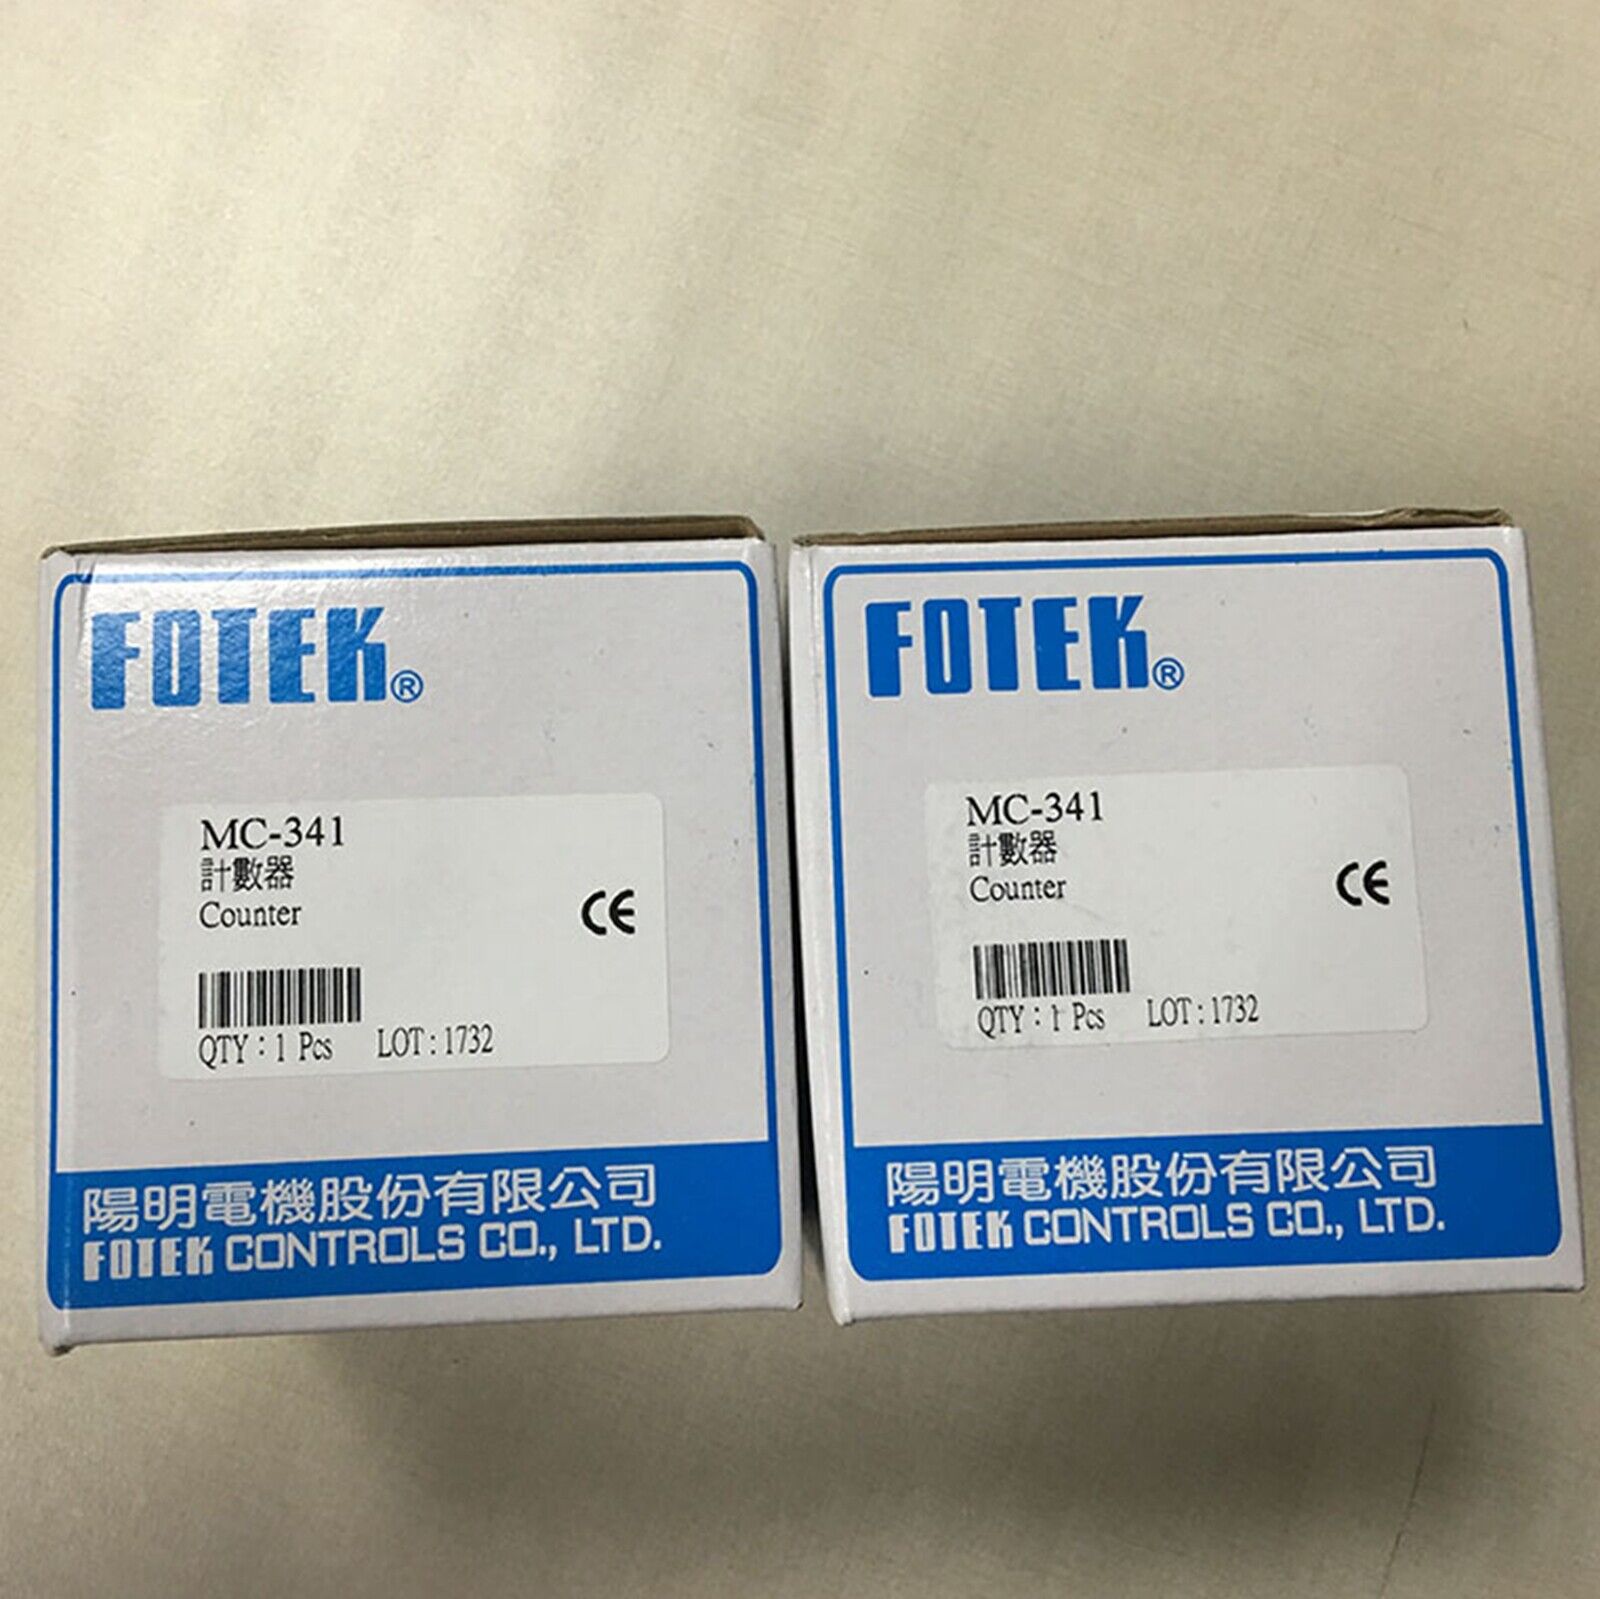 FOTEK®
MC-341
計數器
Counter
CE
QTY : 1 Pcs LOT : 1732
陽明電機股份有限公司
FOTEK CONTROLS CO., LTD.
FOTEK®
MC-341
計數器
Counter
CE
QTY : 1 Pcs LOT : 1732
陽明電機股份有限公司
FOTEK CONTROLS CO., LTD.